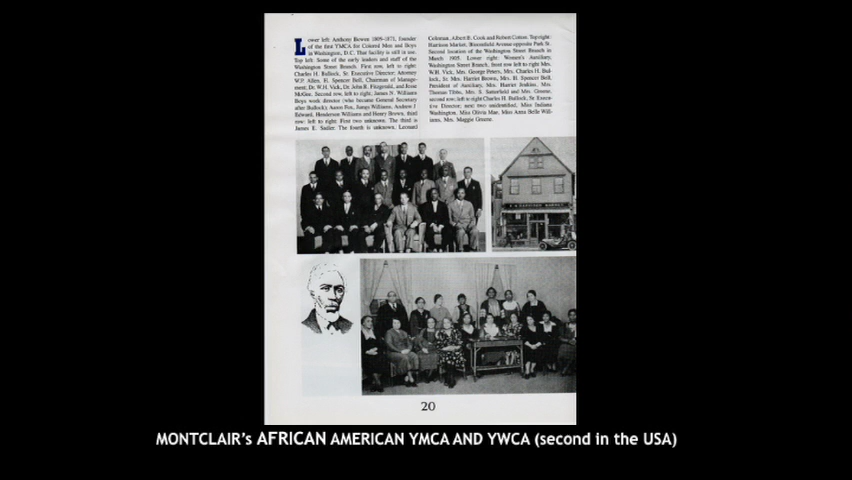 Lower left: Anthony Bowen 1809-1871, founder
of the first YMCA for Colored Men and Boys
in Washington, D.C. That facility is still in use.
Top left: Some of the early leaders and staff of the
Washington Street Branch. First row, left to right:
Charles H. Bullock, Sr. Executive Director; Attorney
W.P. Allen, H. Spencer Bell, Chairman of Manage-
ment; Dr. W.H. Vick, Dr. John B. Fitzgerald, and
McGhee. Second row, left to right: James N. Williams
Boys work director (who became General Secretary
after Bullock); Aaron Fox, James Williams, Andrew J.
Edward, Henderson Williams and Henry Brown, third
row: left to right: First two unknown. The third is
James E. Sadler. The fourth is unknown, Leonard
Coleman, Albert B. Cook and Robert Cotton. Top right:
Harrison Market, Bloomfield Avenue opposite Park St.
Second location of the Washington Street Branch in
March 1905. Lower right: Women's Auxiliary,
Washington Street Branch, front row left to right Mrs.
W.H. Vick, Mrs. George Peters, Mrs. Charles H. Bul-
lock, Sr. Mrs. Harriet Brown, Mrs. H. Spencer Bell,
President of Auxiliary, Mrs. Harriet Jenkins, Mrs.
Thomas Tibbs, Mrs. S. Satterfield and Mrs. Greene,
second row, left to right Charles H. Bullock, Sr. Execu-
tive Director; next two unidentified, Miss Indiana
Washington, Miss Olivia Mae, Miss Anna Belle Will-
iams, Mrs. Maggie Greene.
20
MONTCLAIR's AFRICAN AMERICAN YMCA AND YWCA (second in the USA)